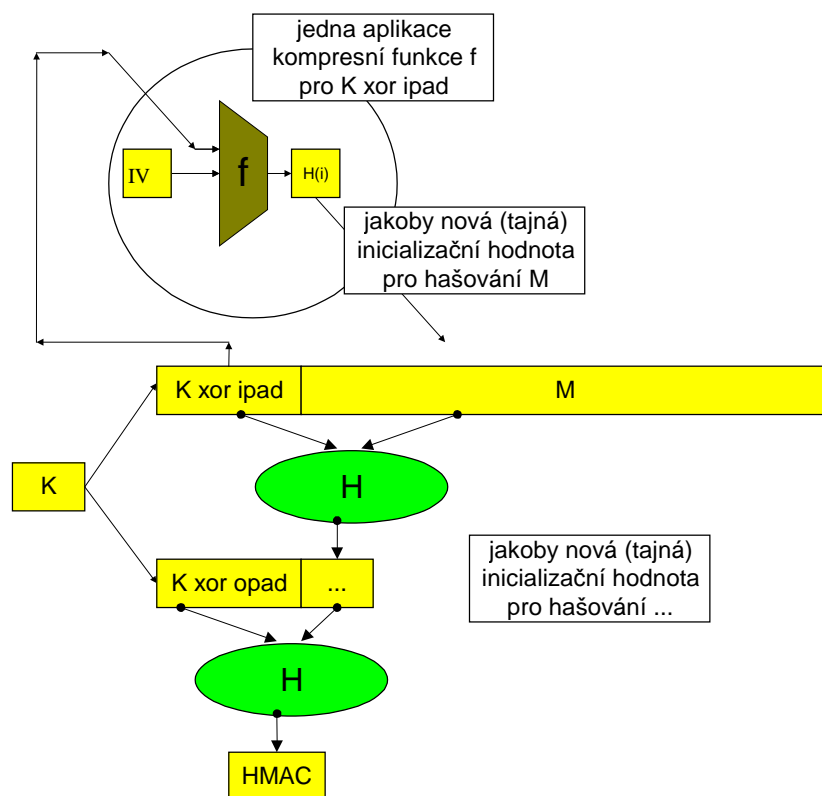 jedna aplikace
kompresní funkce f
pro K xor ipad
IV
f
H(i)
jakoby nová (tajná)
inicializační hodnota
pro hašování M
K xor ipad
M
K
H
jakoby nová (tajná)
inicializační hodnota
pro hašování ...
K xor opad
...
H
HMAC